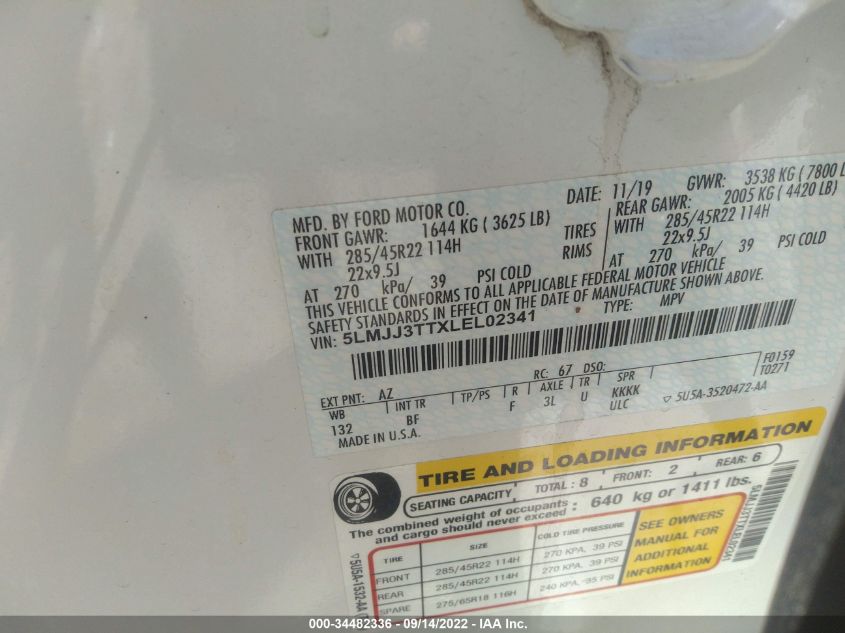 MFD. BY FORD MOTOR CO.
DATE: 11/19 GVWR: 3538 KG ( 7800 L
FRONT GAWR: 1644 KG ( 3625 LB) REAR GAWR: 2005 KG ( 4420 LB)
WITH 285/45R22 114H TIRES WITH 285/45R22 114H
22x9.5J RIMS 22x9.5J
AT 270 kPa/ 39 PSI COLD AT 270 kPa/ 39 PSI COLD
THIS VEHICLE CONFORMS TO ALL APPLICABLE FEDERAL MOTOR VEHICLE
SAFETY STANDARDS IN EFFECT ON THE DATE OF MANUFACTURE SHOWN ABOVE.
VIN: 5LMJJ3TTXLEL02341 TYPE: MPV
F0159
T0271
EXT PNT: AZ RC: 67 DSO:
WB INT TR TP/PS R AXLE TR SPR
132 BF F 3L U KKKK
ULC
MADE IN U.S.A. ▽ 5U5A-3520472-AA
TIRE AND LOADING INFORMATION
SEATING CAPACITY TOTAL : 8 FRONT: 2 REAR: 6
The combined weight of occupants
and cargo should never exceed : 640 kg or 1411 lbs.
TIRE SIZE COLD TIRE PRESSURE
FRONT 285/45R22 114H 270 KPA, 39 PSI
REAR 285/45R22 114H 270 KPA, 39 PSI
SPARE 275/65R18 116H 240 KPA, 35 PSI
SEE OWNERS
MANUAL FOR
ADDITIONAL
INFORMATION
▽ 5U5A-1532-AA
5LMJJ3TTXLEL02341
000-34482336 - 09/14/2022 - IAA Inc.